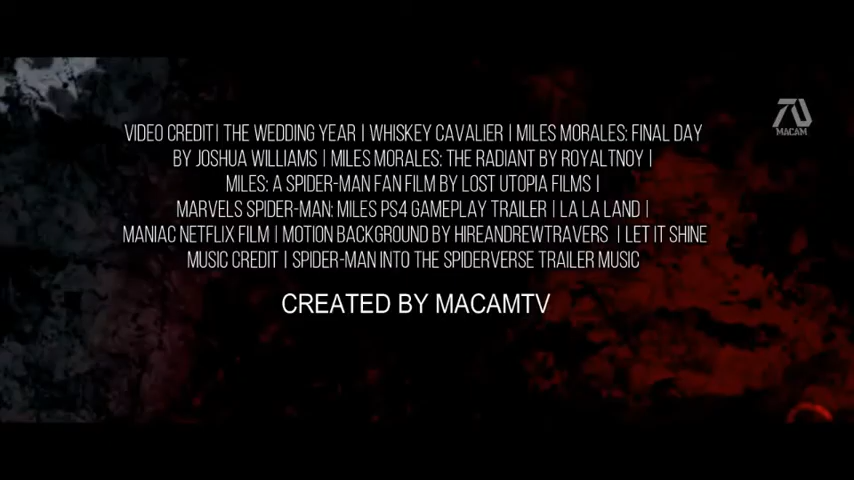 VIDEO CREDIT| THE WEDDING YEAR | WHISKEY CAVALIER | MILES MORALES: FINAL DAY
BY JOSHUA WILLIAMS | MILES MORALES: THE RADIANT BY ROYALTNOY |
MILES: A SPIDER-MAN FAN FILM BY LOST UTOPIA FILMS |
MARVELS SPIDER-MAN: MILES PS4 GAMEPLAY TRAILER | LA LA LAND |
MANIAC NETFLIX FILM | MOTION BACKGROUND BY HIREANDREWTRAVERS | LET IT SHINE
MUSIC CREDIT | SPIDER-MAN INTO THE SPIDERVERSE TRAILER MUSIC
CREATED BY MACAMTV
MACAM